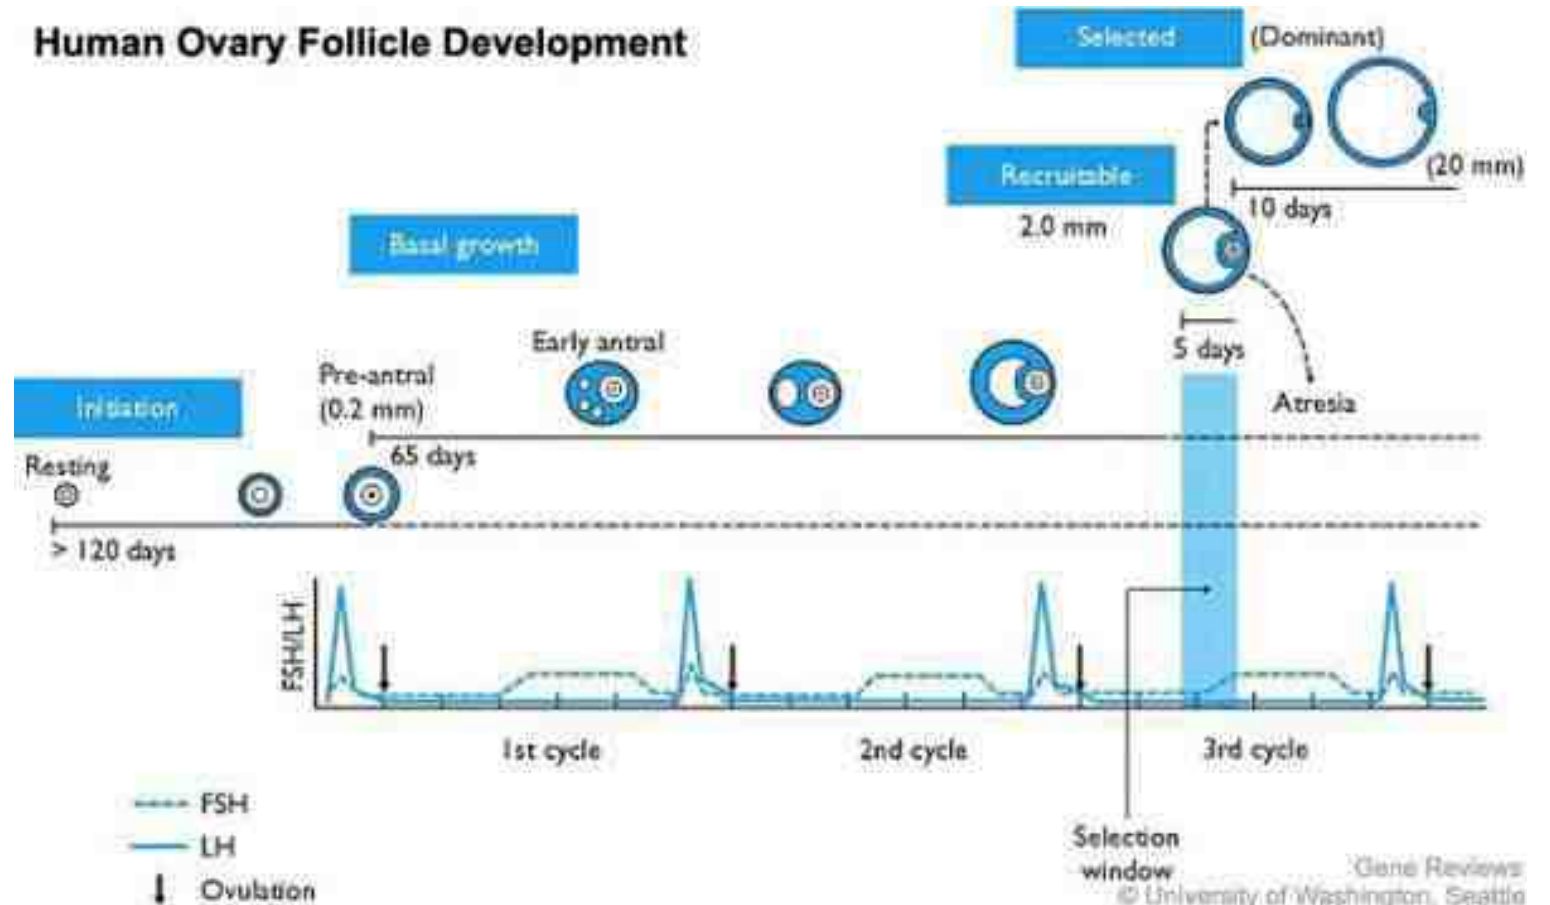 Human Ovary Follicle Development
Selected
(Dominant)
(20 mm)
10 days
Recruitable
2.0 mm
5 days
Atresia
Basal growth
Early antral
Pre-antral
(0.2 mm)
65 days
Initiation
Resting
> 120 days
FSH/LH
1st cycle
2nd cycle
3rd cycle
Selection
window
FSH
LH
Ovulation
Gene Reviews
© University of Washington, Seattle